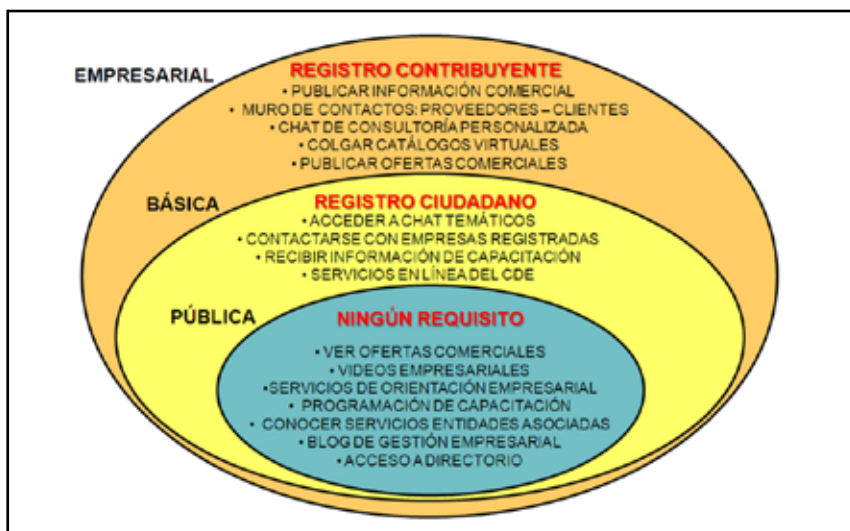 EMPRESARIAL
REGISTRO CONTRIBUYENTE
• PUBLICAR INFORMACIÓN COMERCIAL
• MURO DE CONTACTOS: PROVEEDORES – CLIENTES
• CHAT DE CONSULTORÍA PERSONALIZADA
• COLGAR CATÁLOGOS VIRTUALES
• PUBLICAR OFERTAS COMERCIALES
BÁSICA
REGISTRO CIUDADANO
• ACCEDER A CHAT TEMÁTICOS
• CONTACTARSE CON EMPRESAS REGISTRADAS
• RECIBIR INFORMACIÓN DE CAPACITACIÓN
• SERVICIOS EN LÍNEA DEL CDE
PÚBLICA
NINGÚN REQUISITO
• VER OFERTAS COMERCIALES
• VIDEOS EMPRESARIALES
• SERVICIOS DE ORIENTACIÓN EMPRESARIAL
• PROGRAMACIÓN DE CAPACITACIÓN
• CONOCER SERVICIOS ENTIDADES ASOCIADAS
• BLOG DE GESTIÓN EMPRESARIAL
• ACCESO A DIRECTORIO